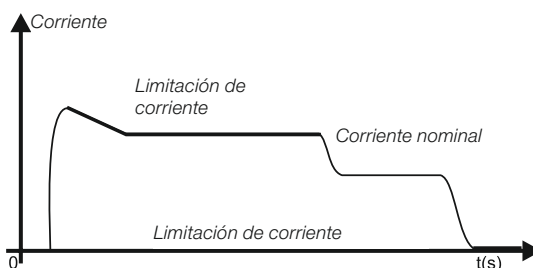 Corriente
Limitación de
corriente
Corriente nominal
Limitación de corriente
0
t(s)